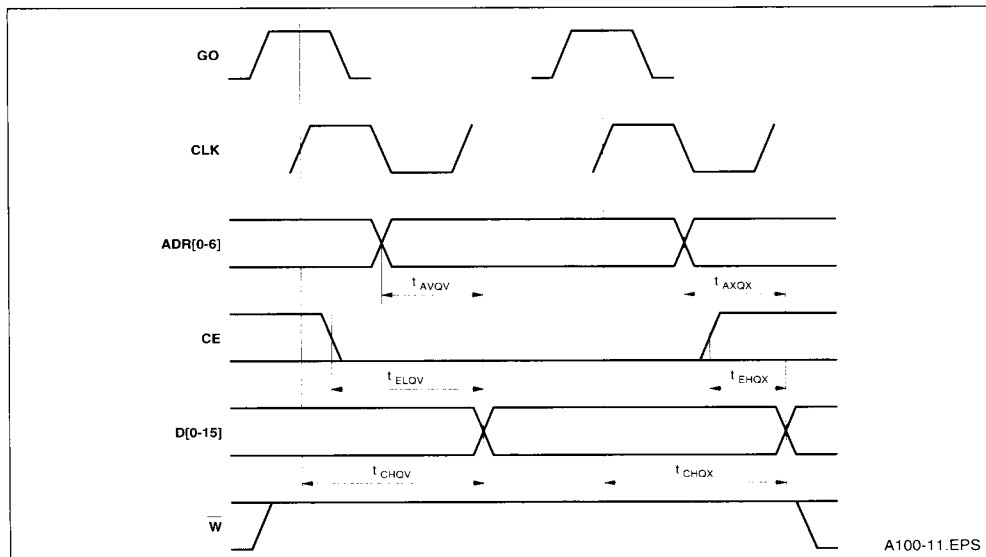 GO
CLK
ADR[0-6]
t AVQV
t AXQX
CE
t ELQV
t EHQX
D[0-15]
t CHQV
t CHQX
W̅
A100-11.EPS